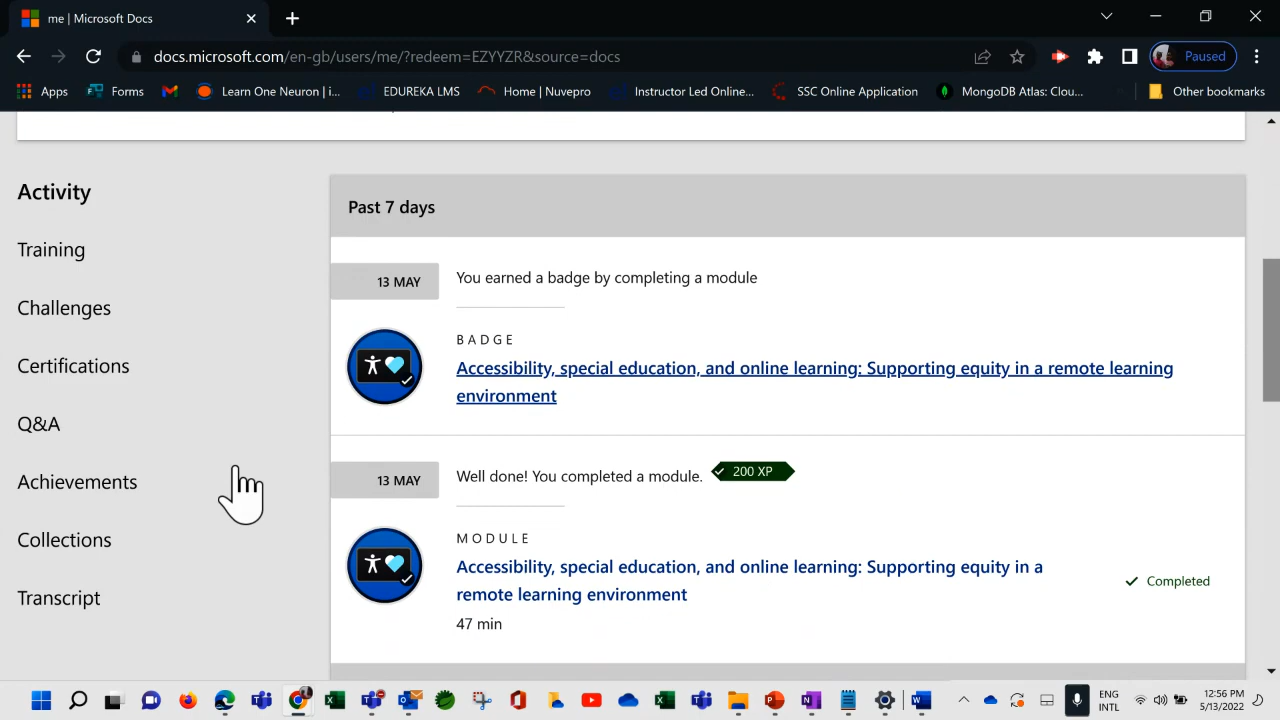 me | Microsoft Docs
docs.microsoft.com/en-gb/users/me/?redeem=EZYYZR&source=docs
Paused
Apps
Forms
Learn One Neuron | i...
EDUREKA LMS
Home | Nuvepro
Instructor Led Online...
SSC Online Application
MongoDB Atlas: Clou...
Other bookmarks
Activity
Training
Challenges
Certifications
Q&A
Achievements
Collections
Transcript
Past 7 days
13 MAY
You earned a badge by completing a module
BADGE
Accessibility, special education, and online learning: Supporting equity in a remote learning
environment
13 MAY
Well done! You completed a module.
200 XP
MODULE
Accessibility, special education, and online learning: Supporting equity in a
remote learning environment
47 min
Completed
ENG
INTL
12:56 PM
5/13/2022